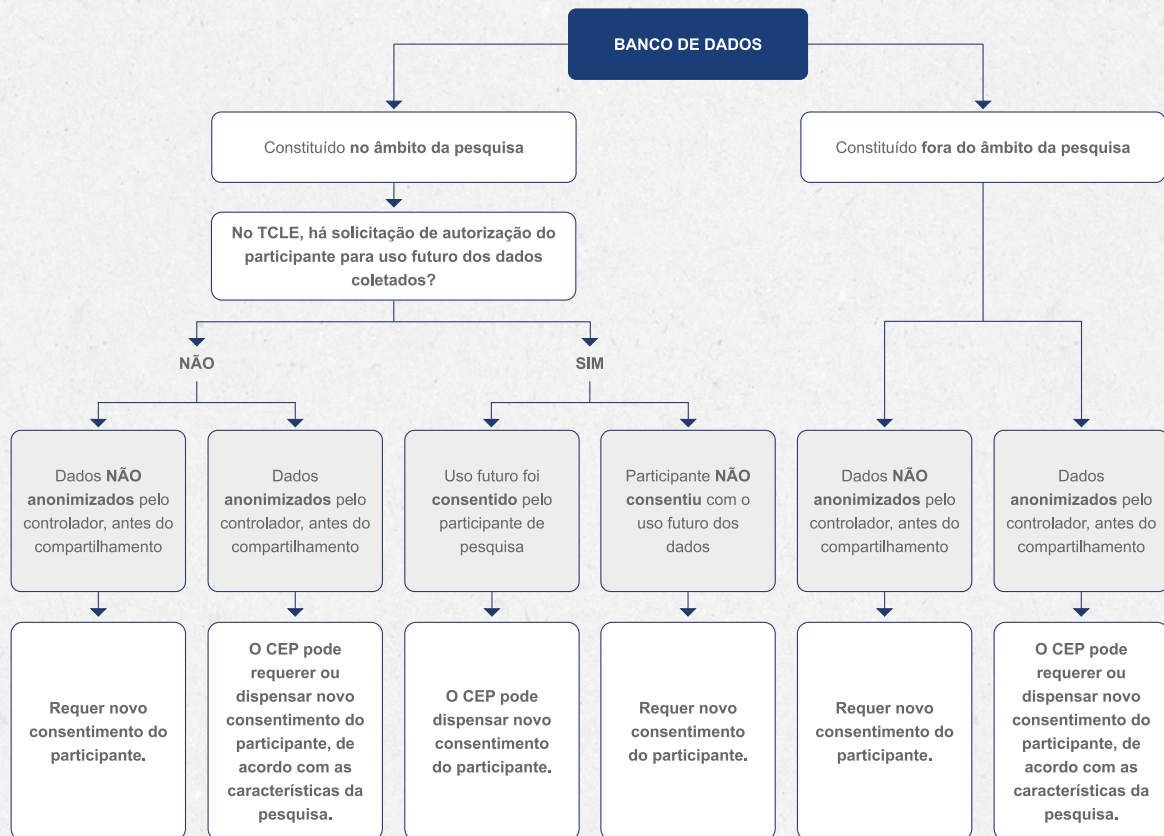 BANCO DE DADOS
Constituído no âmbito da pesquisa
Constituído fora do âmbito da pesquisa
No TCLE, há solicitação de autorização do
participante para uso futuro dos dados
coletados?
NÃO
SIM
Dados NÃO
anonimizados pelo
controlador, antes do
compartilhamento
Dados
anonimizados pelo
controlador, antes do
compartilhamento
Uso futuro foi
consentido pelo
participante de
pesquisa
Participante NÃO
consentiu com o
uso futuro dos
dados
Dados NÃO
anonimizados pelo
controlador, antes do
compartilhamento
Dados
anonimizados pelo
controlador, antes do
compartilhamento
Requer novo
consentimento do
participante.
O CEP pode
requerer ou
dispensar novo
consentimento do
participante, de
acordo com as
características da
pesquisa.
O CEP pode
dispensar novo
consentimento
do participante.
Requer novo
consentimento
do participante.
Requer novo
consentimento do
participante.
O CEP pode
requerer ou
dispensar novo
consentimento do
participante, de
acordo com as
características da
pesquisa.